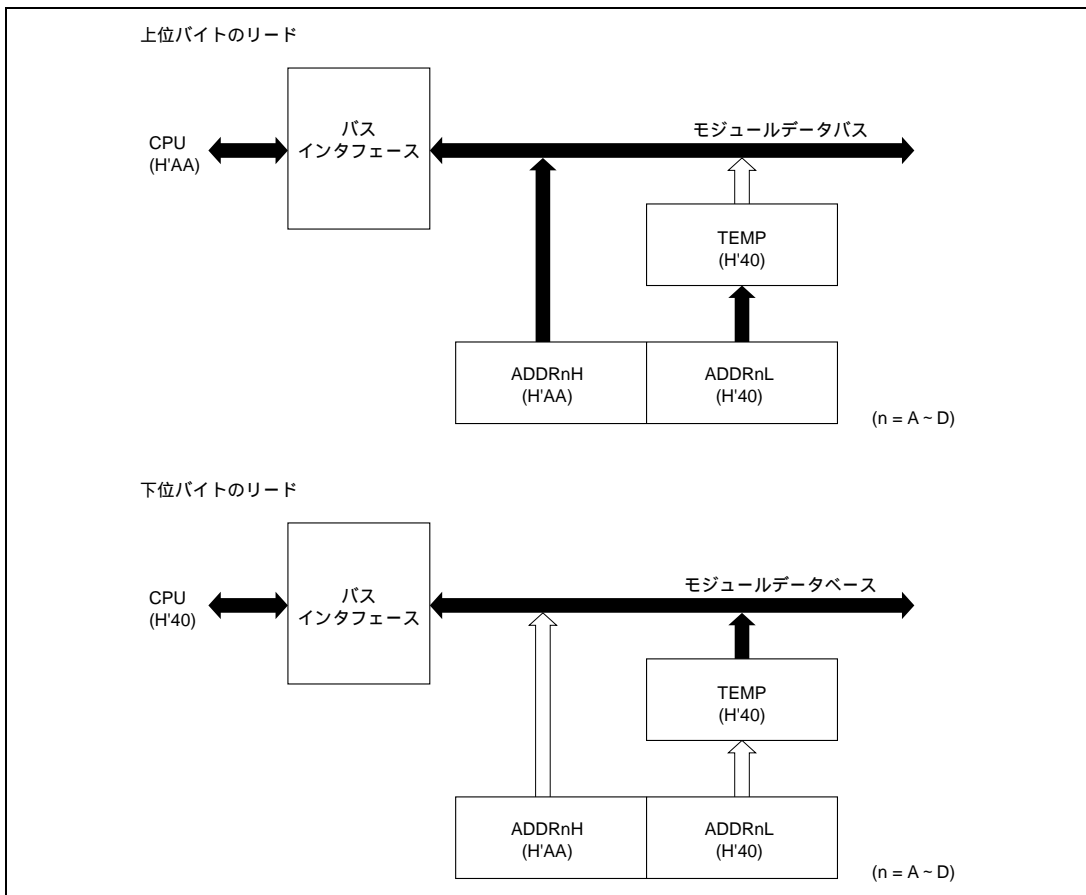 上位バイトのリード
CPU
(H'AA)
バス
インタフェース
モジュールデータバス
TEMP
(H'40)
ADDRnH
(H'AA)
ADDRnL
(H'40)
(n = A ~ D)
下位バイトのリード
CPU
(H'40)
バス
インタフェース
モジュールデータベース
TEMP
(H'40)
ADDRnH
(H'AA)
ADDRnL
(H'40)
(n = A ~ D)